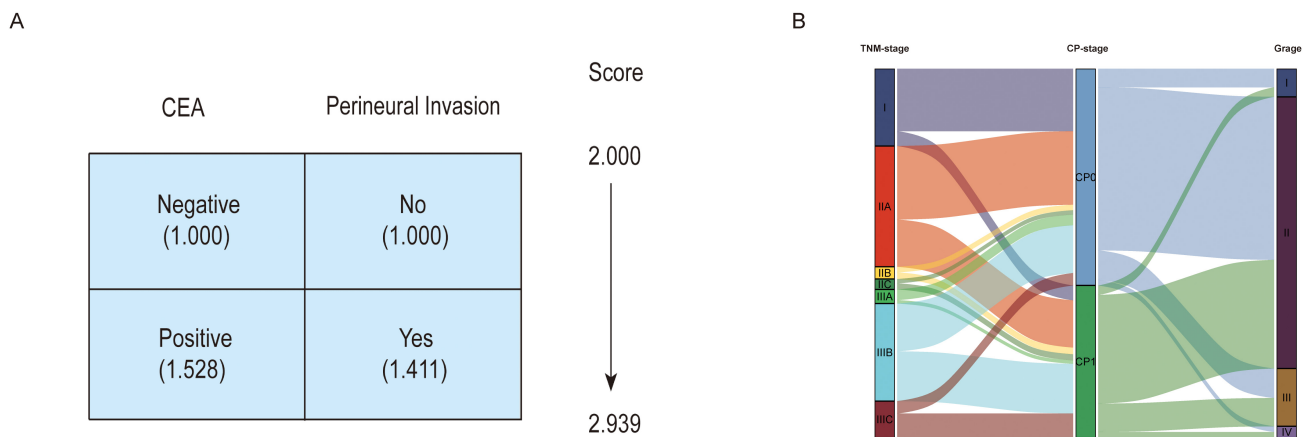 A
Score
CEA
Perineural Invasion
2.000
Negative
(1.000)
No
(1.000)
Positive
(1.528)
Yes
(1.411)
2.939
B
TNM-stage
CP-stage
Grage
I
IIA
IIB
IIC
IIIA
IIIB
IIIC
CP0
CP1
I
II
III
IV